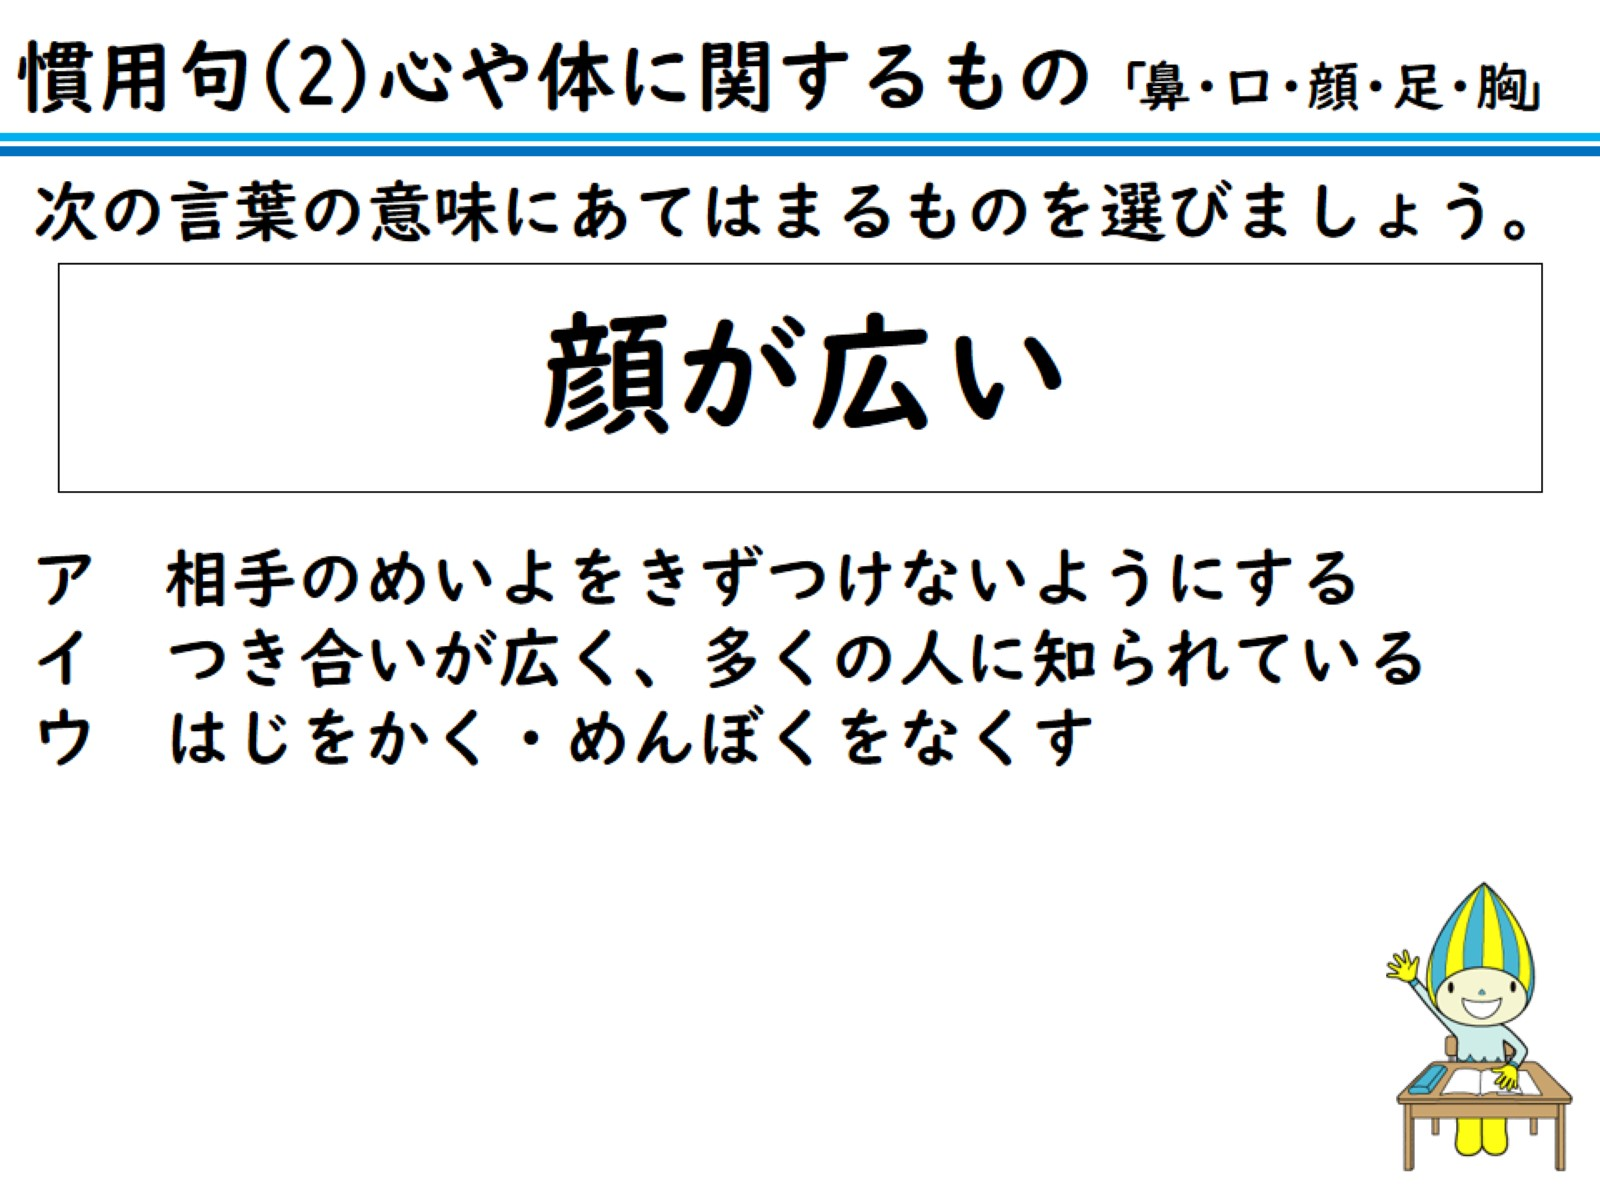 慣用句(2)心や体に関するもの「鼻・口・顔・足・胸」
次の言葉の意味にあてはまるものを選びましょう。
顔が広い
ア　相手のめいよをきずつけないようにする
イ　つき合いが広く、多くの人に知られている
ウ　はじをかく・めんぼくをなくす